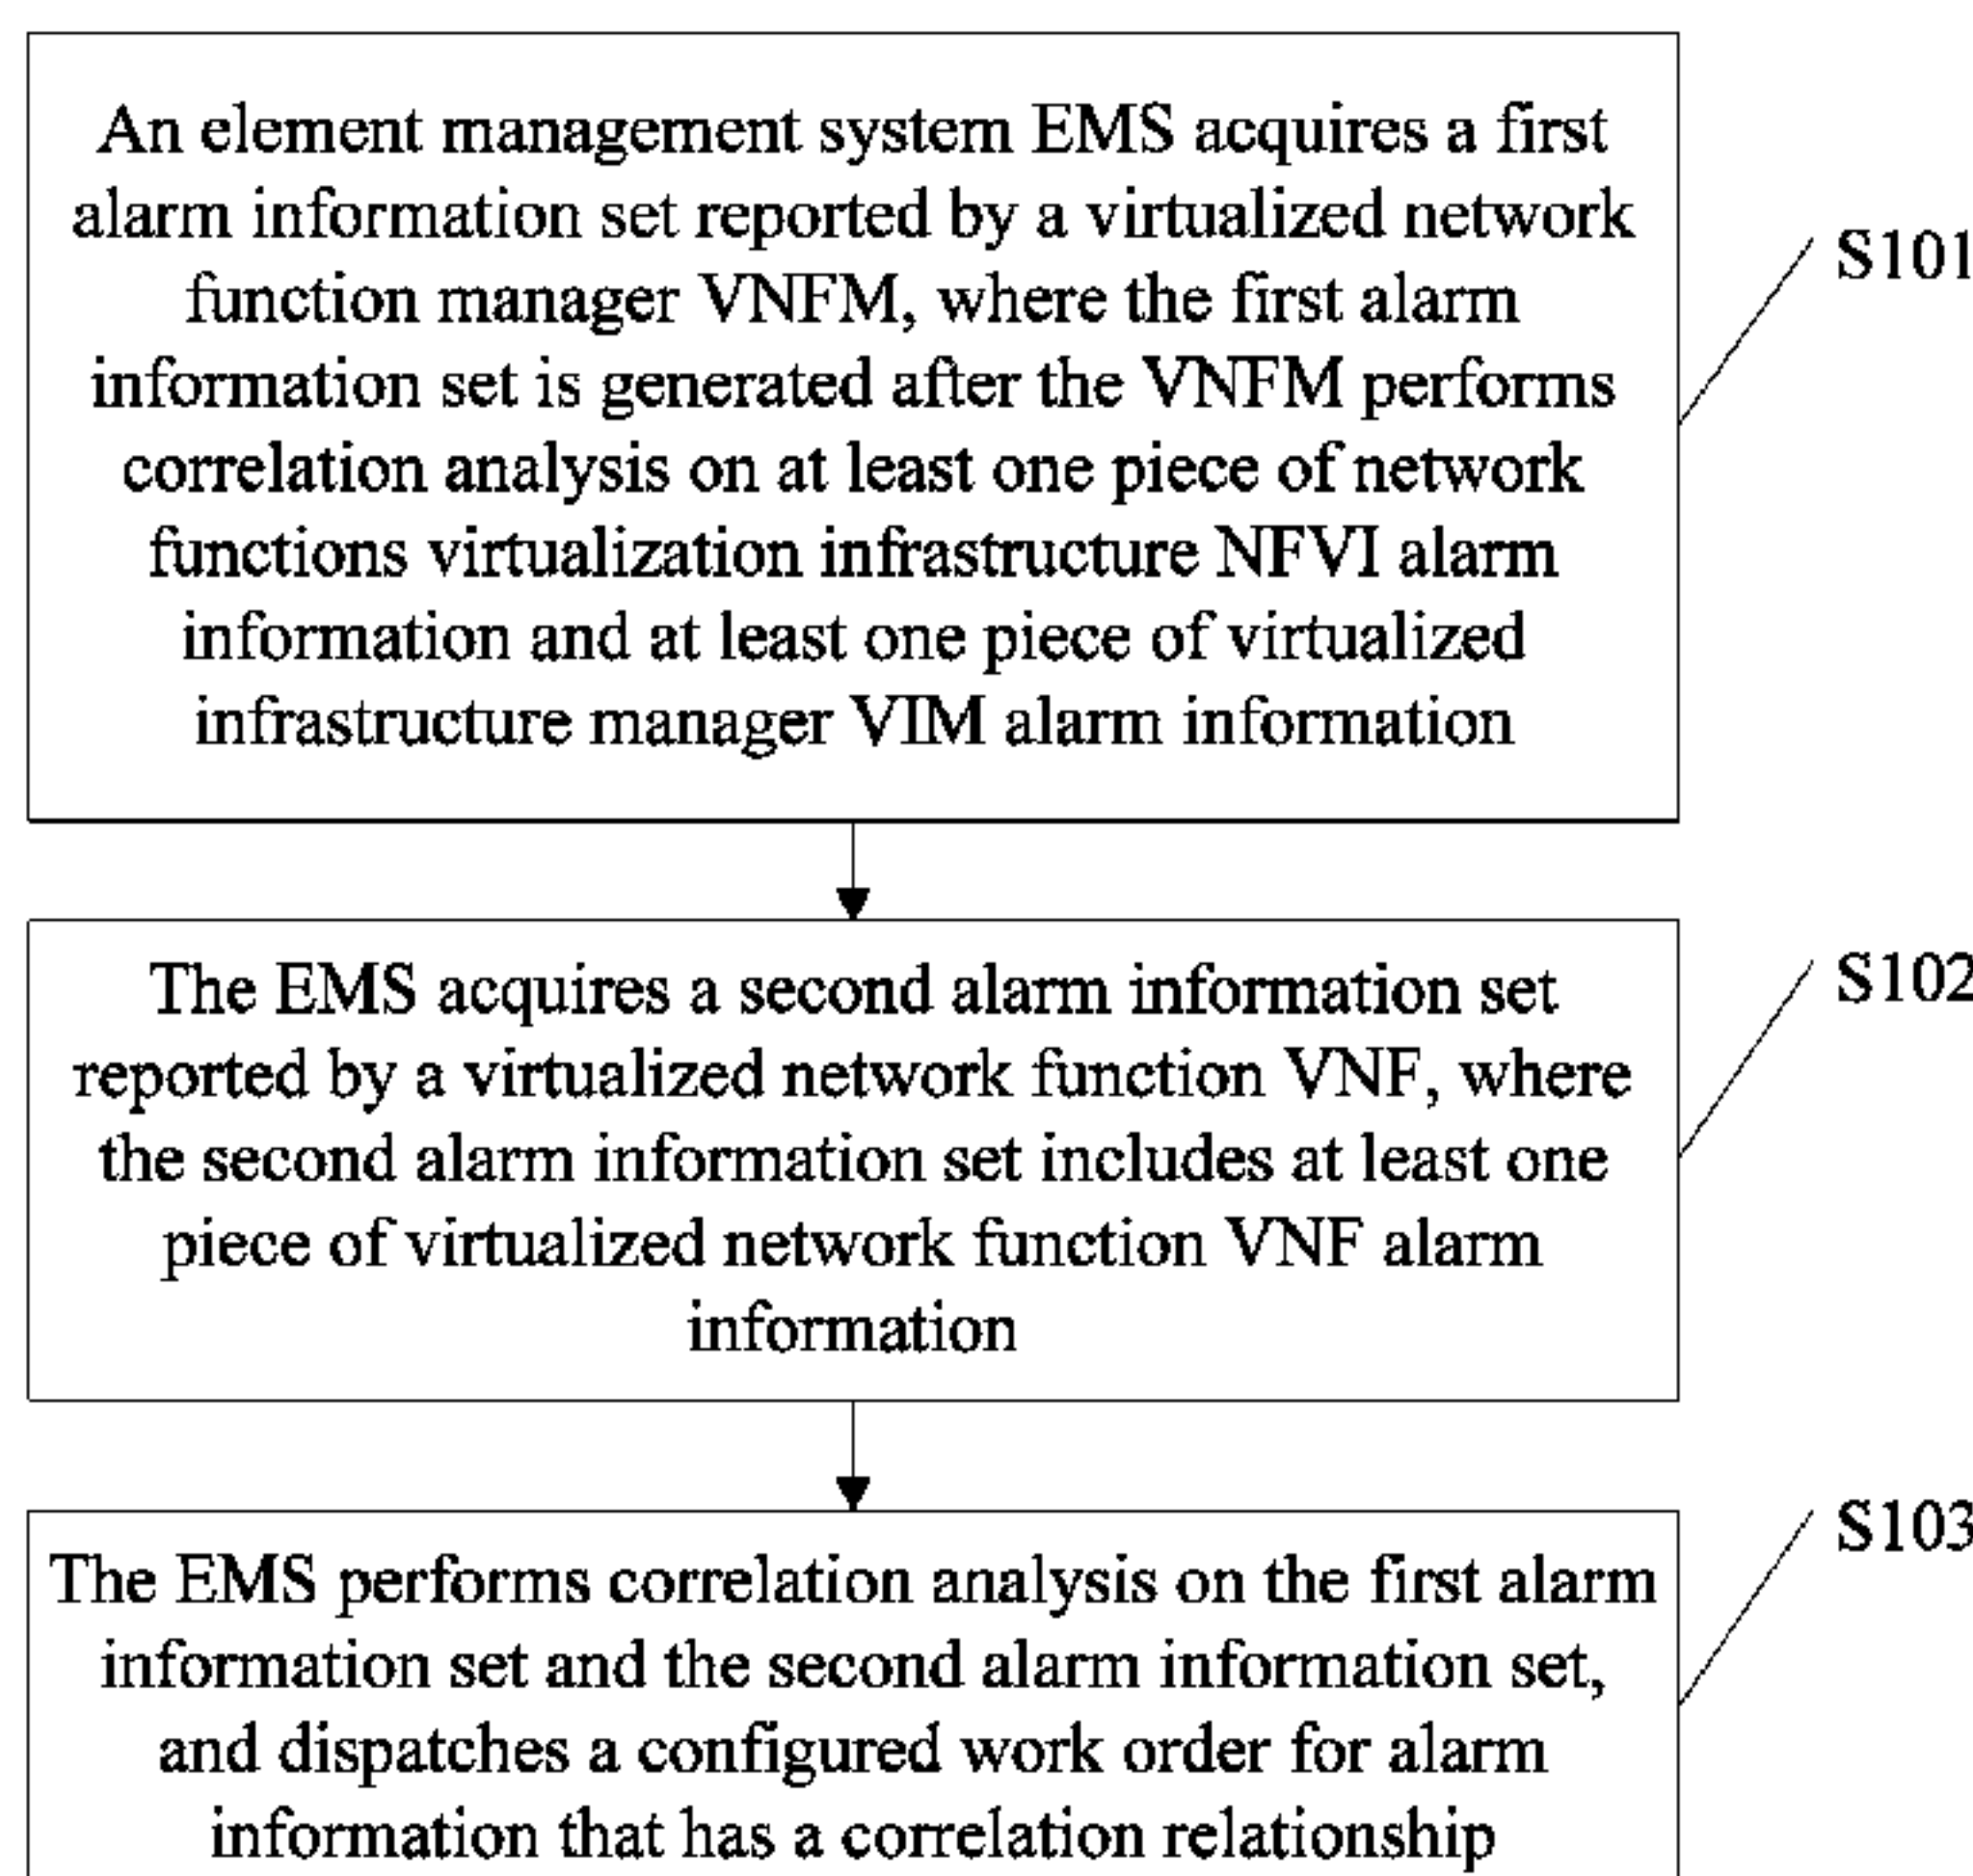 An element management system EMS acquires a first
alarm information set reported by a virtualized network
function manager VNFM, where the first alarm
information set is generated after the VNFM performs
correlation analysis on at least one piece of network
functions virtualization infrastructure NFVI alarm
information and at least one piece of virtualized
infrastructure manager VIM alarm information
S101
The EMS acquires a second alarm information set
reported by a virtualized network function VNF, where
the second alarm information set includes at least one
piece of virtualized network function VNF alarm
information
S102
The EMS performs correlation analysis on the first alarm
information set and the second alarm information set,
and dispatches a configured work order for alarm
information that has a correlation relationship
S103